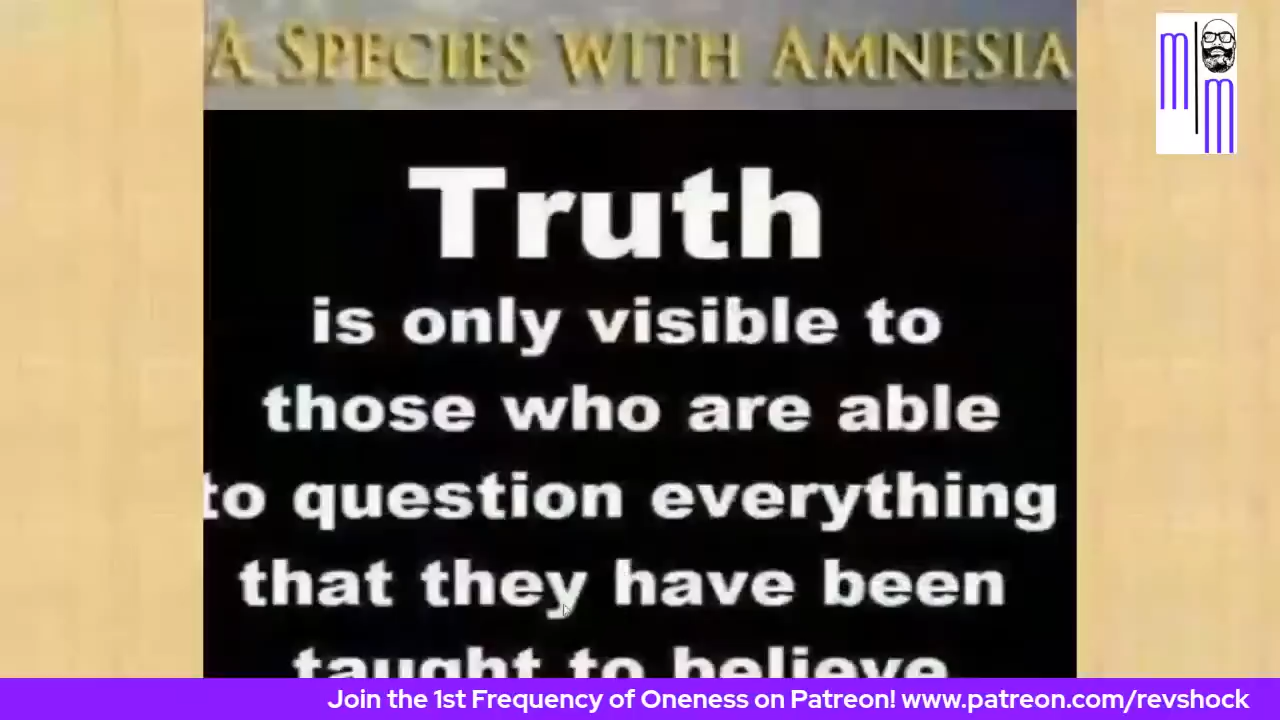 A SPECIES WITH AMNESIA
Truth
is only visible to
those who are able
to question everything
that they have been
taught to believe
m m
Join the 1st Frequency of Oneness on Patreon! www.patreon.com/revshock